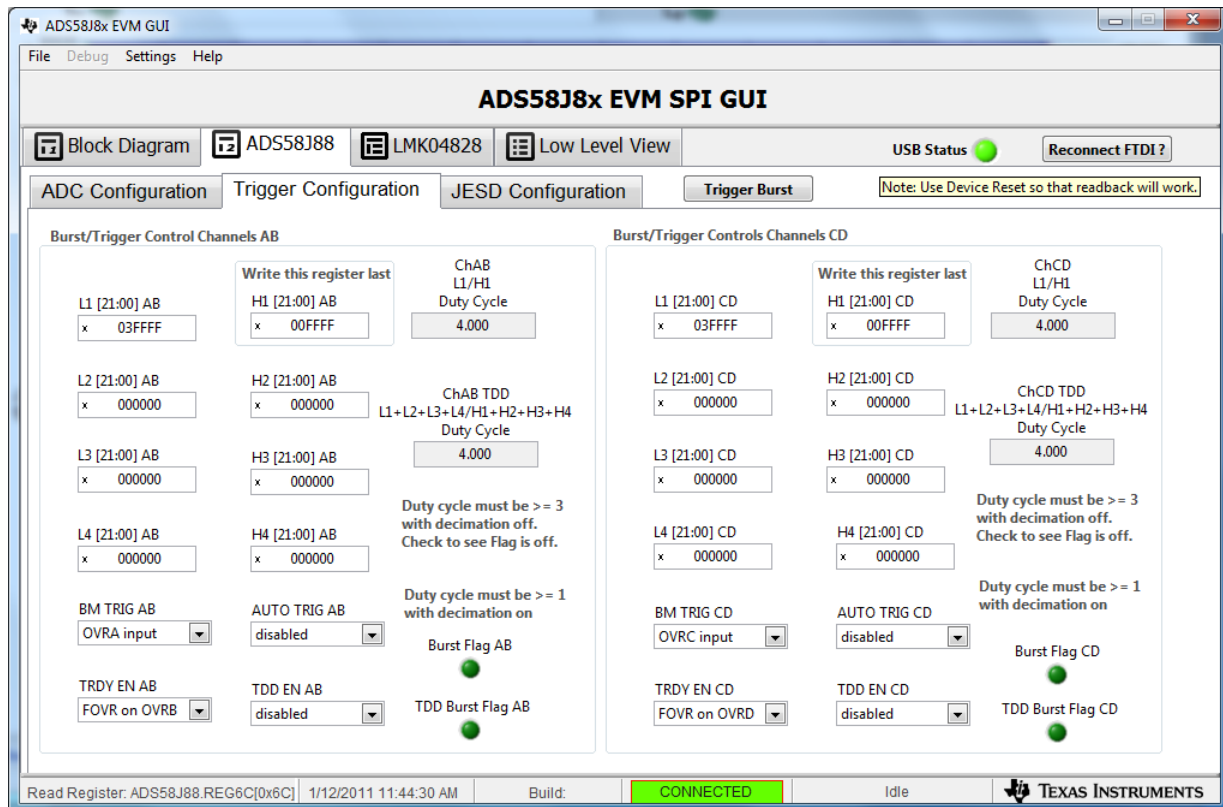 ADS58J8x EVM GUI
File Debug Settings Help
ADS58J8x EVM SPI GUI
Block Diagram ADS58J88 LMK04828 Low Level View USB Status Reconnect FTDI ?
ADC Configuration Trigger Configuration JESD Configuration Trigger Burst Note: Use Device Reset so that readback will work.
Burst/Trigger Control Channels AB
Write this register last
ChAB
L1/H1
Duty Cycle
L1 [21:00] AB H1 [21:00] AB
x 03FFFF x 00FFFF 4.000
L2 [21:00] AB H2 [21:00] AB
x 000000 x 000000
ChAB TDD
L1+L2+L3+L4/H1+H2+H3+H4
Duty Cycle
4.000
L3 [21:00] AB H3 [21:00] AB
x 000000 x 000000
Duty cycle must be >= 3
with decimation off.
Check to see Flag is off.
L4 [21:00] AB H4 [21:00] AB
x 000000 x 000000
Duty cycle must be >= 1
with decimation on
BM TRIG AB AUTO TRIG AB
OVRA input disabled
Burst Flag AB
TRDY EN AB TDD EN AB
FOVR on OVRB disabled
TDD Burst Flag AB
Burst/Trigger Controls Channels CD
Write this register last
ChCD
L1/H1
Duty Cycle
L1 [21:00] CD H1 [21:00] CD
x 03FFFF x 00FFFF 4.000
L2 [21:00] CD H2 [21:00] CD
x 000000 x 000000
ChCD TDD
L1+L2+L3+L4/H1+H2+H3+H4
Duty Cycle
4.000
L3 [21:00] CD H3 [21:00] CD
x 000000 x 000000
Duty cycle must be >= 3
with decimation off.
Check to see Flag is off.
L4 [21:00] CD H4 [21:00] CD
x 000000 x 000000
Duty cycle must be >= 1
with decimation on
BM TRIG CD AUTO TRIG CD
OVRC input disabled
Burst Flag CD
TRDY EN CD TDD EN CD
FOVR on OVRD disabled
TDD Burst Flag CD
Read Register: ADS58J88.REG6C[0x6C] 1/12/2011 11:44:30 AM Build: CONNECTED Idle TEXAS INSTRUMENTS